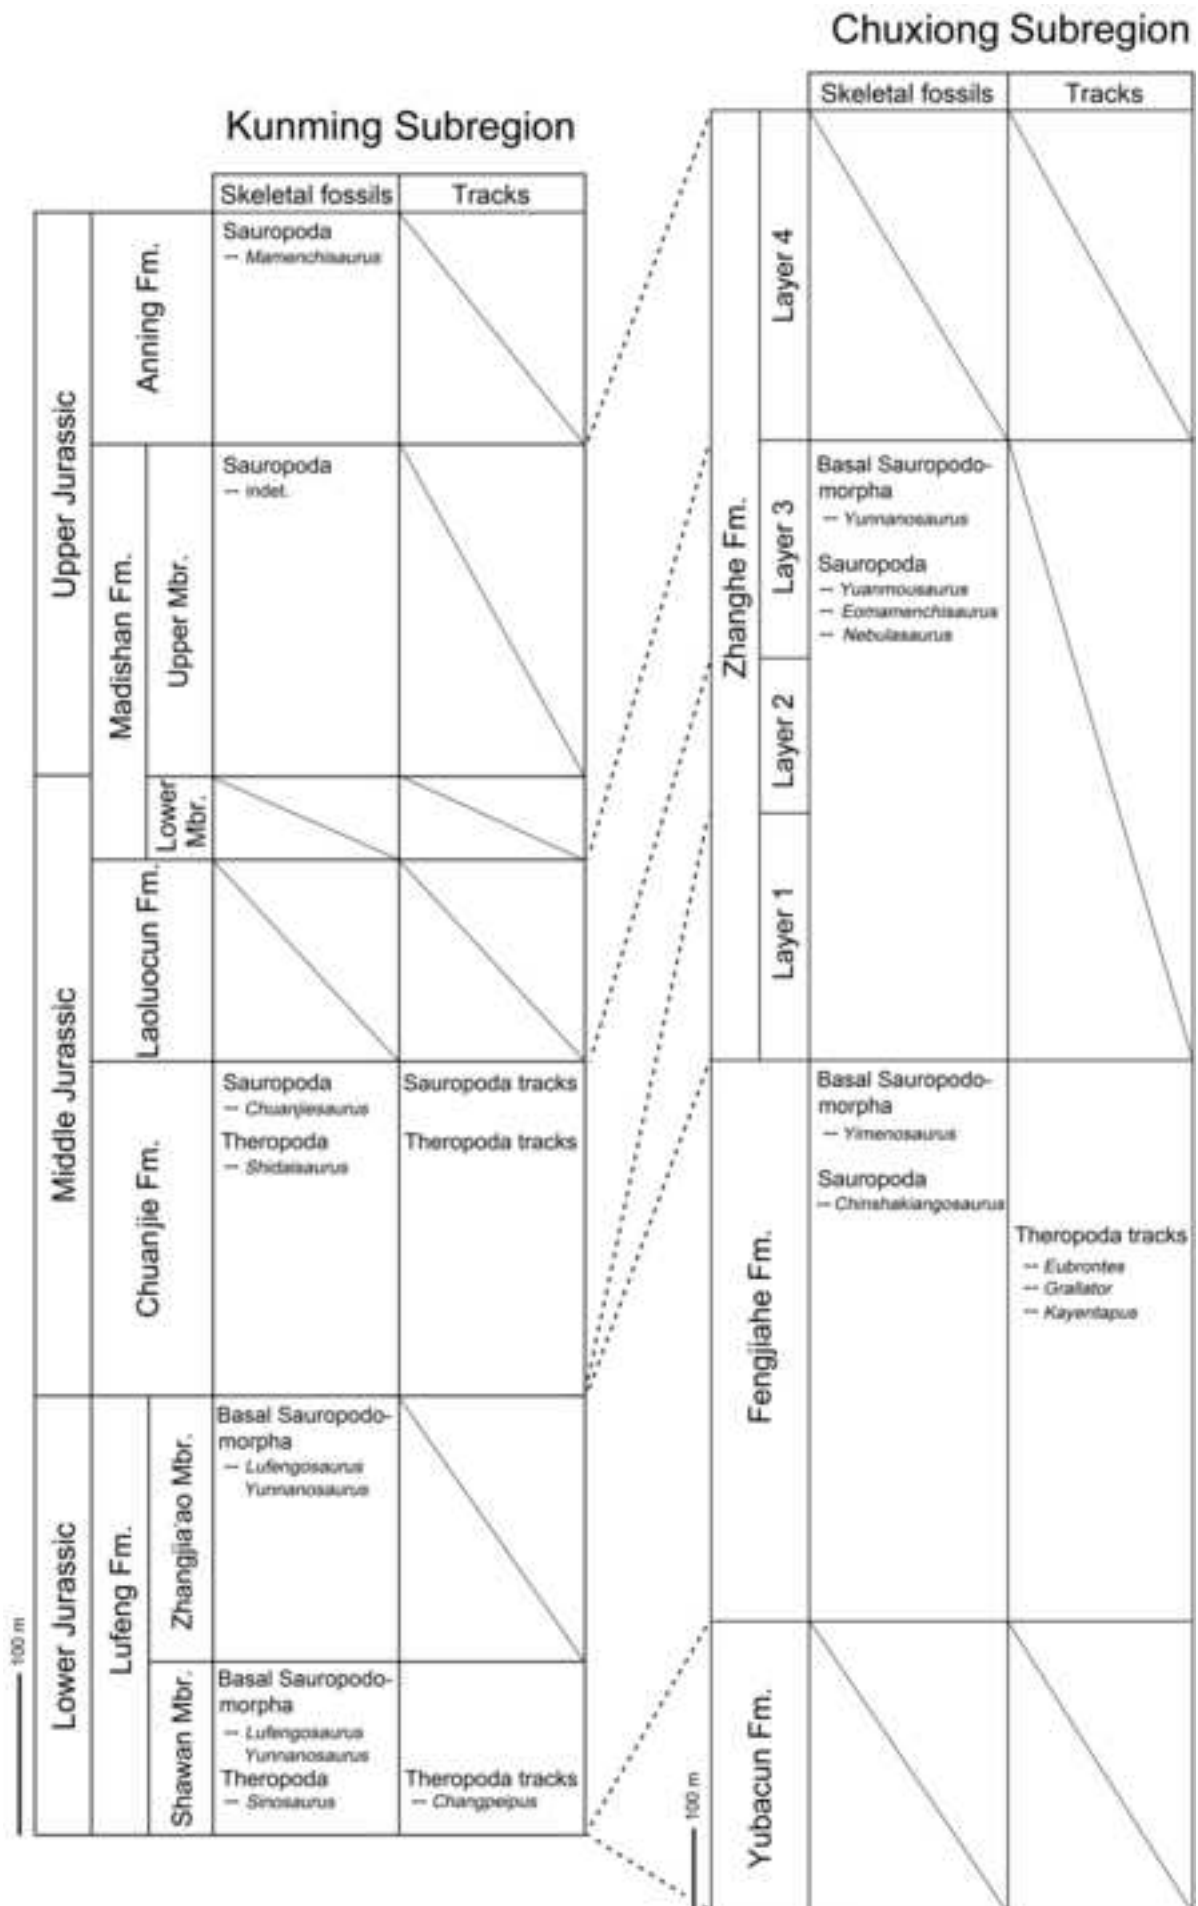 Chuxiong Subregion
Skeletal fossils
Tracks
Kunming Subregion
Skeletal fossils
Tracks
Upper Jurassic
Middle Jurassic
Lower Jurassic
Anning Fm.
Sauropoda
– Mamenchisaurus
Madishan Fm.
Upper Mbr.
Sauropoda
– indet.
Lower
Mbr.
Laoluocun Fm.
Chuanjie Fm.
Sauropoda
– Chuanjiesaurus
Theropoda
– Shidaisaurus
Sauropoda tracks
Theropoda tracks
Lufeng Fm.
Zhangjia'ao Mbr.
Basal Sauropodo-
morpha
– Lufengosaurus
Yunnanosaurus
Shawan Mbr.
Basal Sauropodo-
morpha
– Lufengosaurus
Yunnanosaurus
Theropoda
– Sinosaurus
Theropoda tracks
– Changpeipus
100 m
Zhanghe Fm.
Layer 4
Layer 3
Basal Sauropodo-
morpha
– Yunnanosaurus
Sauropoda
– Yuanmousaurus
– Eomamenchisaurus
– Nebulasaurus
Layer 2
Layer 1
Fengjiahe Fm.
Basal Sauropodo-
morpha
– Yimenosaurus
Sauropoda
– Chinshakiangosaurus
Theropoda tracks
– Eubrontes
– Grallator
– Kayentapus
Yubacun Fm.
100 m